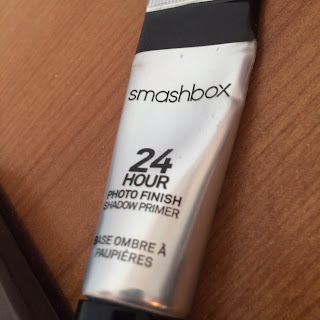 smashbox
24
HOUR
PHOTO FINISH
SHADOW PRIMER
BASE OMBRE À
PAUPIÈRES